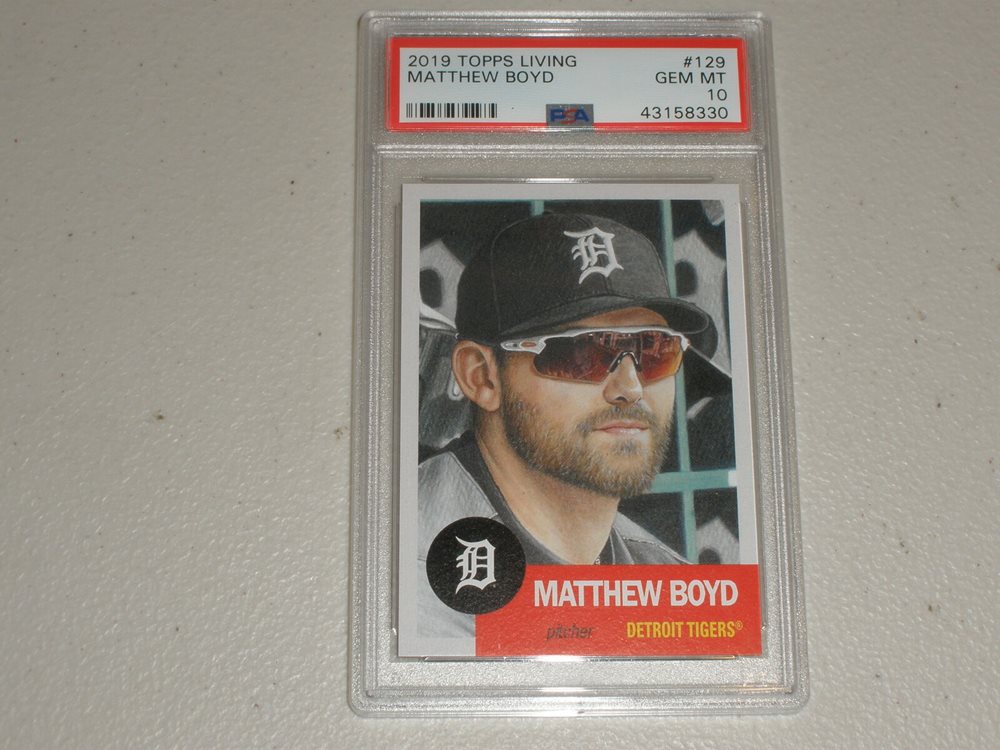 2019 TOPPS LIVING #129
MATTHEW BOYD GEM MT
10
PSA 43158330
D
D
MATTHEW BOYD
pitcher DETROIT TIGERS®